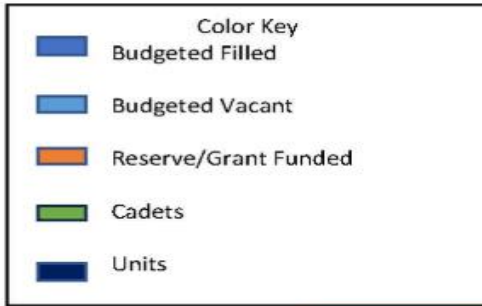 Color Key
Budgeted Filled
Budgeted Vacant
Reserve/Grant Funded
Cadets
Units